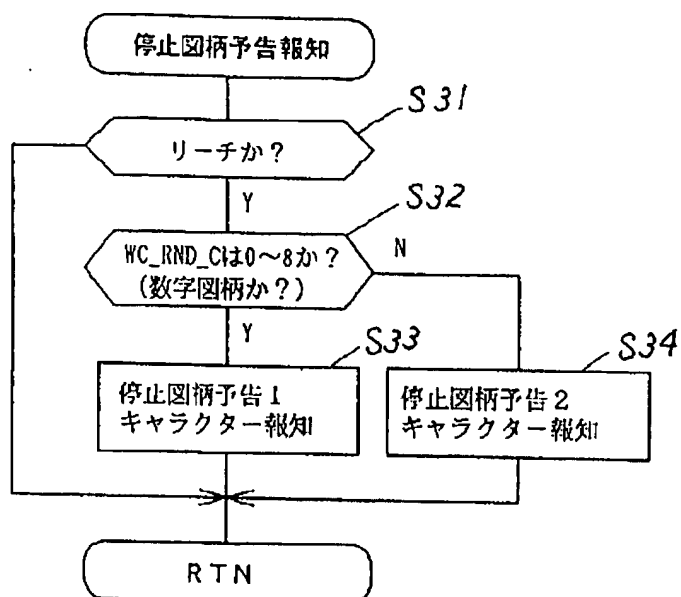 停止図柄予告報知
S31
リーチか？
Y
S32
WC_RND_Cは0～8か？
(数字図柄か？)
N
Y
S33
S34
停止図柄予告1
キャラクター報知
停止図柄予告2
キャラクター報知
RTN